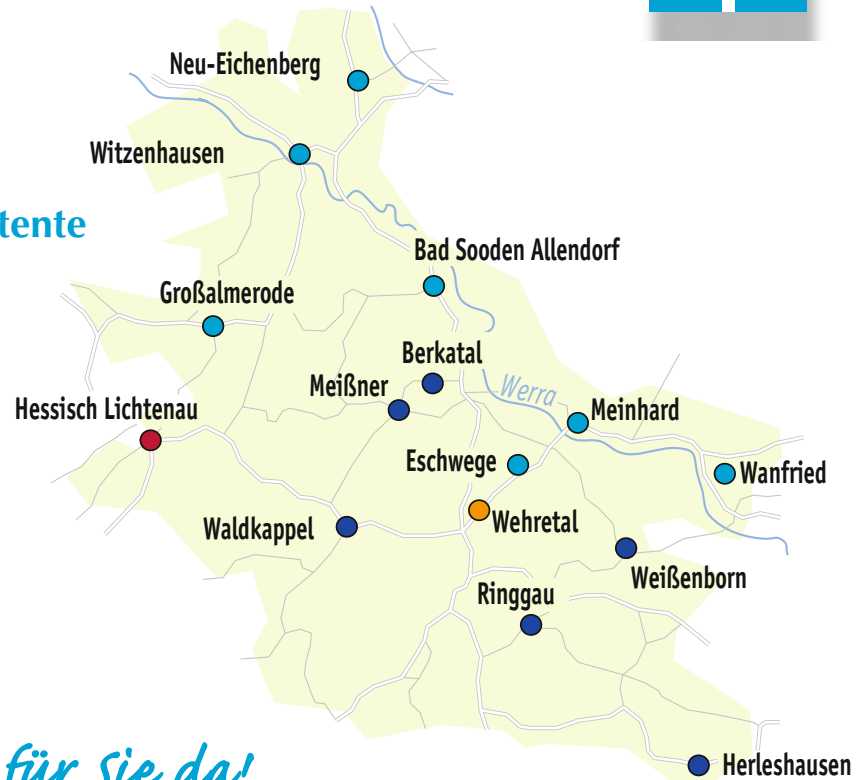 Neu-Eichenberg
Witzenhausen
tente
Bad Sooden Allendorf
Großalmerode
Berkatal
Meißner
Werra
Hessisch Lichtenau
Meinhard
Eschwege
Wanfried
Waldkappel
Wehretal
Weißenborn
Ringgau
für Sie da!
Herleshausen